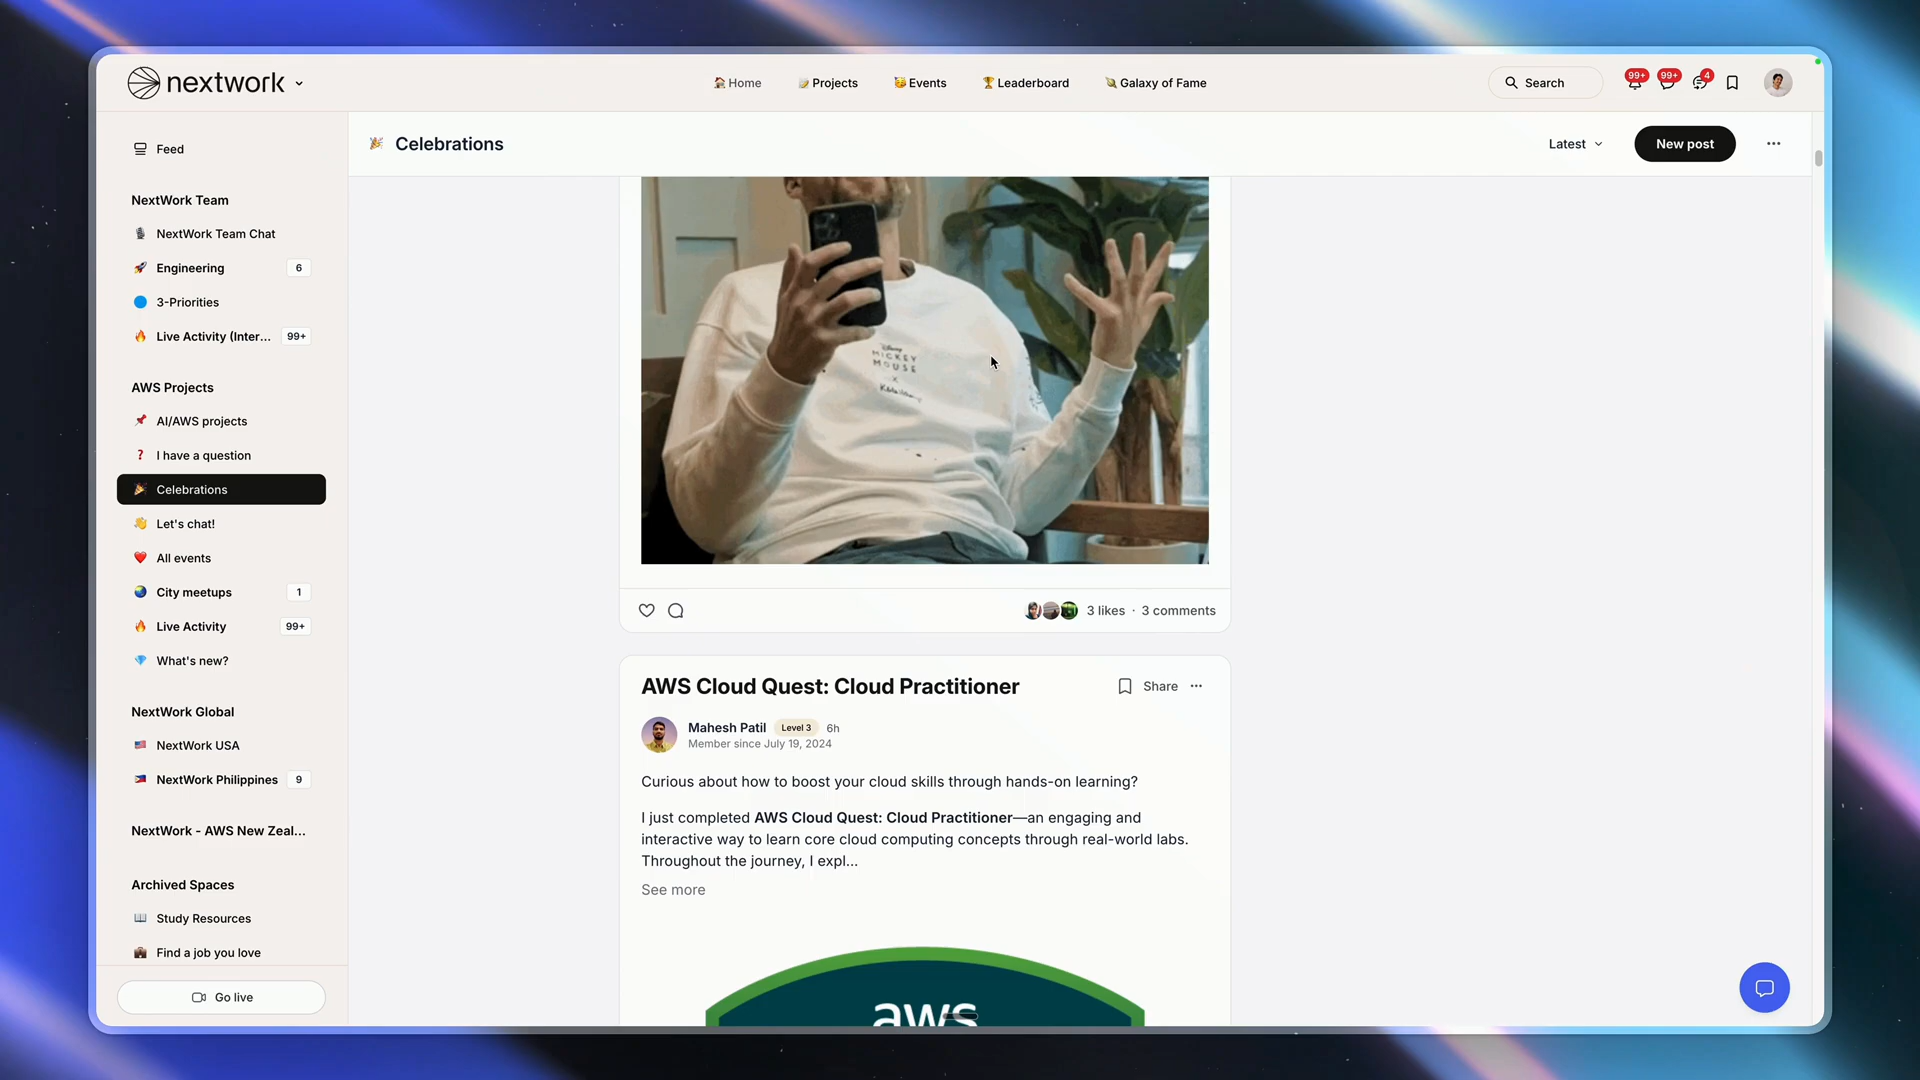 nextwork
Home
Projects
Events
Leaderboard
Galaxy of Fame
Search
99+
99+
4
Feed
NextWork Team
NextWork Team Chat
Engineering
6
3-Priorities
Live Activity (Inter...
99+
AWS Projects
AI/AWS projects
I have a question
Celebrations
Let's chat!
All events
City meetups
1
Live Activity
99+
What's new?
NextWork Global
NextWork USA
NextWork Philippines
9
NextWork - AWS New Zeal...
Archived Spaces
Study Resources
Find a job you love
Go live
Celebrations
Latest
New post
Disney
MICKEY
MOUSE
X
3 likes · 3 comments
AWS Cloud Quest: Cloud Practitioner
Share
Mahesh Patil
Level 3
6h
Member since July 19, 2024
Curious about how to boost your cloud skills through hands-on learning?
I just completed AWS Cloud Quest: Cloud Practitioner—an engaging and
interactive way to learn core cloud computing concepts through real-world labs.
Throughout the journey, I expl...
See more
aws